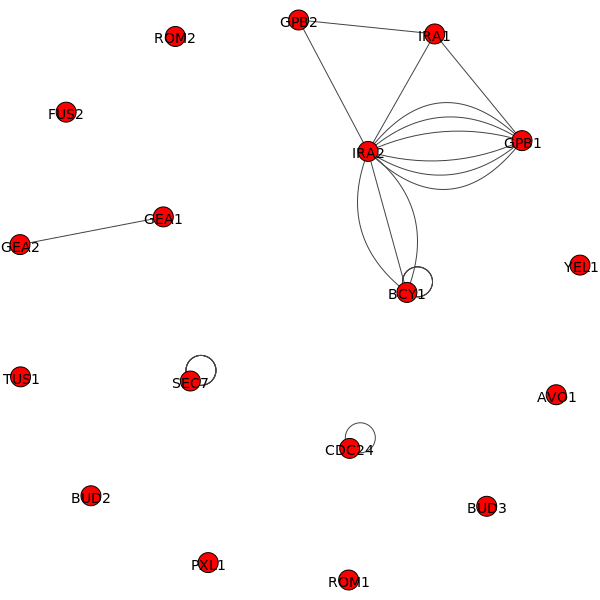 GPB2
IRA1
ROM2
FUS2
GPB1
IRA2
GEA1
GEA2
YEL1
BCY1
TUS1
SEC7
AVO1
CDC24
BUD2
BUD3
PXL1
ROM1